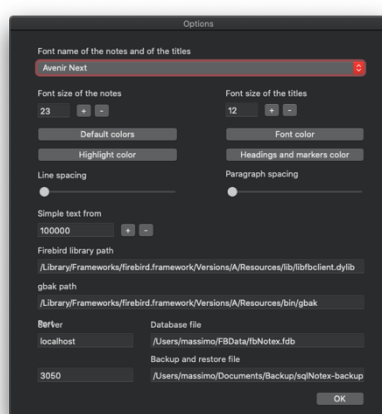 Options
Font name of the notes and of the titles
Avenir Next
Font size of the notes Font size of the titles
23 + - 12 + -
Default colors Font color
Highlight color Headings and markers color
Line spacing Paragraph spacing
Simple text from
100000 + -
Firebird library path
/Library/Frameworks/firebird.framework/Versions/A/Resources/lib/libfbclient.dylib
gbak path
/Library/Frameworks/firebird.framework/Versions/A/Resources/bin/gbak
Port Server Database file
localhost /Users/massimo/FBData/fbNotex.fdb
Backup and restore file
3050 /Users/massimo/Documents/Backup/sqlNotex-backup
OK